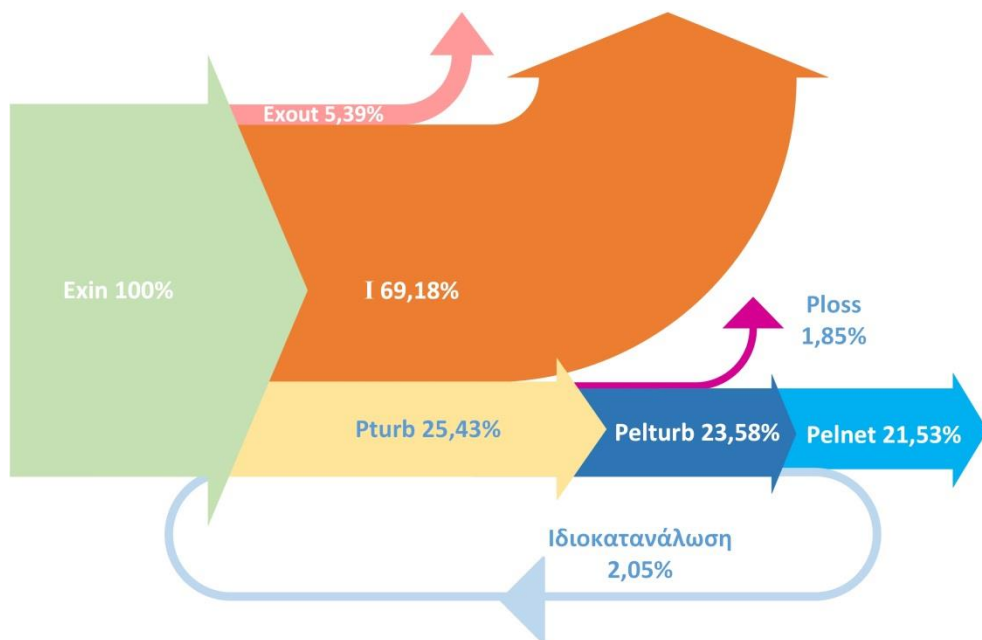 Exout 5,39%
Exin 100%
I 69,18%
Ploss
1,85%
Pturb 25,43%
Pelturb 23,58%
Pelnet 21,53%
Ιδιοκατανάλωση
2,05%